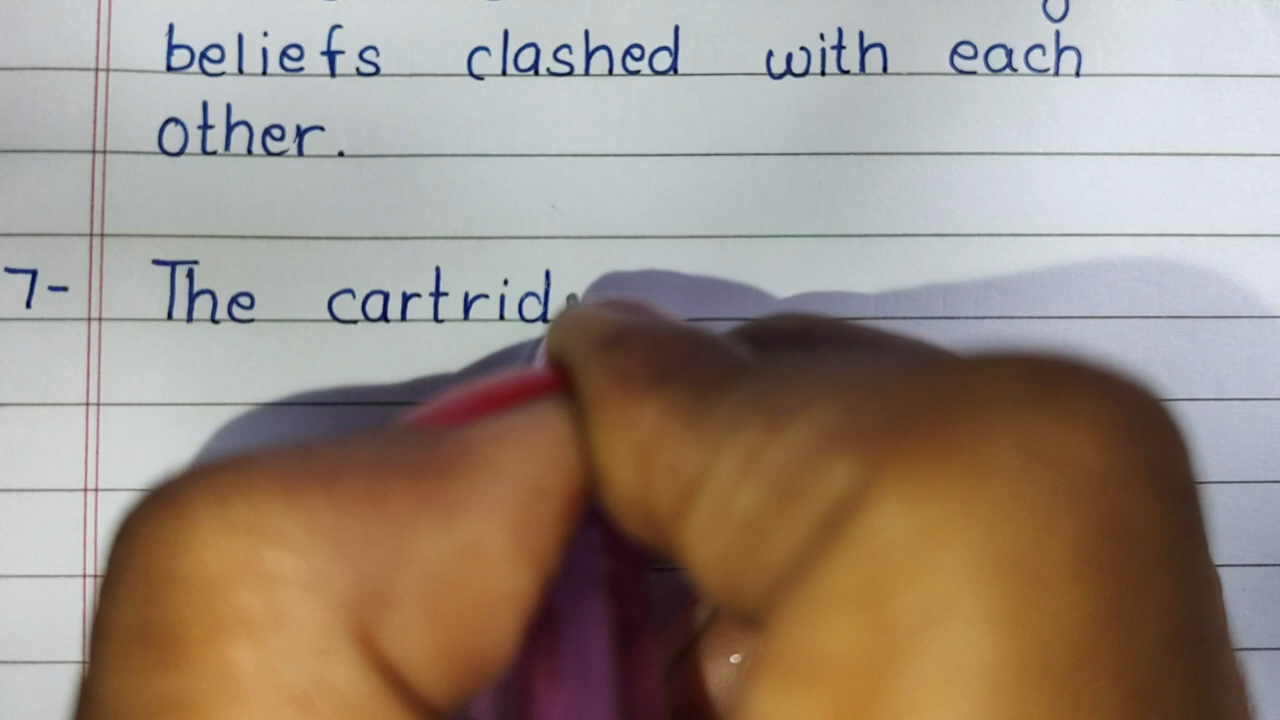 beliefs clashed with each
other.
7- The cartrid